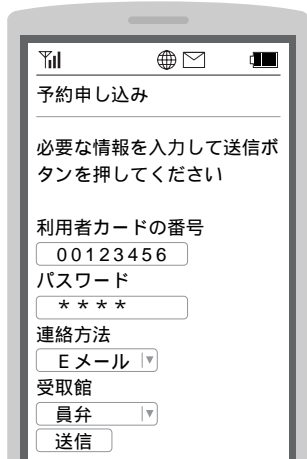 予約申し込み
必要な情報を入力して送信ボ
タンを押してください
利用者カードの番号
00123456
パスワード
＊＊＊＊
連絡方法
Ｅメール
受取館
員弁
送信